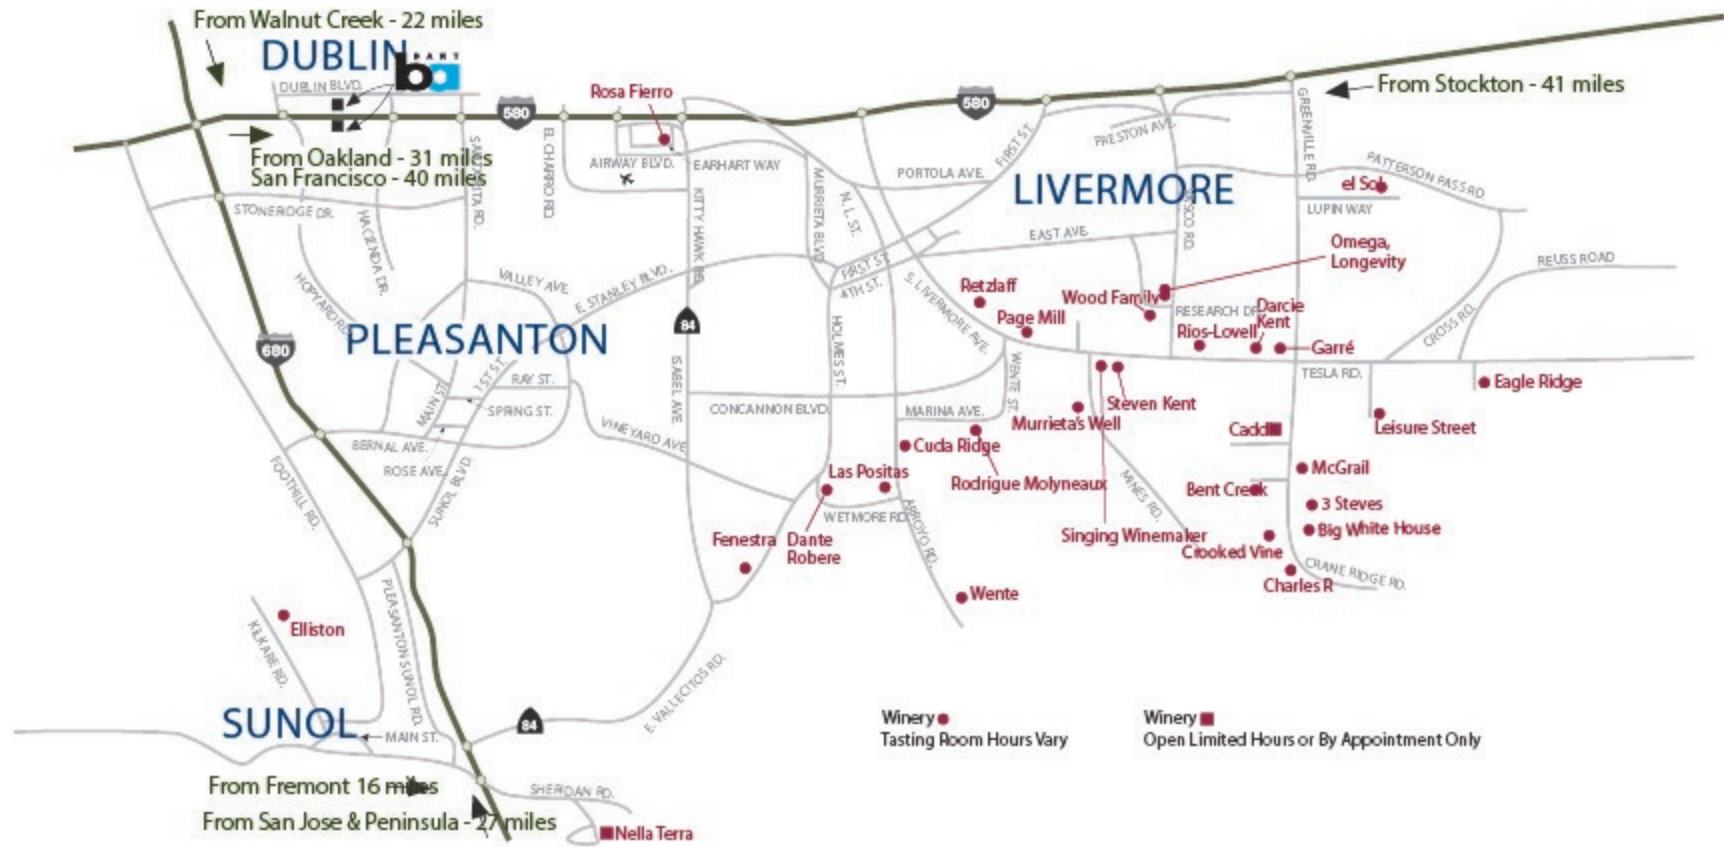 From Walnut Creek - 22 miles
DUBLIN
BART
ba
DUBLIN BLVD.
580
Rosa Fierro
580
From Stockton - 41 miles
From Oakland - 31 miles
San Francisco - 40 miles
SANTA RITA RD.
EL CHARRO RD.
AIRWAY BLVD.
EARHART WAY
PORTOLA AVE.
FIRST ST.
PRESTON AVE.
GREENVILLE RD.
PATTERSON PASS RD
el Sol
LUPIN WAY
LIVERMORE
STONERIDGE DR.
HACIENDA DR.
HOPYARD RD.
KITTY HAWK RD.
MURRIETA BLVD
N. L ST.
VASCO RD.
EAST AVE.
Omega,
Longevity
REUSS ROAD
VALLEY AVE.
E. STANLEY BLVD.
FIRST ST.
4TH ST.
S. LIVERMORE AVE.
Retzlaff
Page Mill
Wood Family
RESEARCH DR.
Darcie
Kent
Rios-Lovell
Garré
CROSS RD.
84
680
PLEASANTON
HOLMES ST.
WENTE ST.
TESLA RD.
Eagle Ridge
ISABEL AVE.
MAIN ST.
1ST ST.
RAY ST.
SPRING ST.
CONCANNON BLVD.
MARINA AVE.
Steven Kent
Murrieta's Well
Caddis
Leisure Street
BERNAL AVE.
ROSE AVE.
VINEYARD AVE
Cuda Ridge
Las Positas
Rodrigue Molyneaux
McGrail
Bent Creek
3 Steves
FOOTHILL RD.
SUNOL BLVD.
WETMORE RD.
ARROYO RD.
MINES RD.
Big White House
Singing Winemaker
Crooked Vine
Fenestra
Dante
Robere
CRANE RIDGE RD.
Charles R
Wente
PLEASANTON SUNOL RD.
Elliston
KILKARE RD.
SUNOL
MAIN ST.
84
E. VALLECITOS RD.
Winery
Tasting Room Hours Vary
Winery
Open Limited Hours or By Appointment Only
From Fremont 16 miles
SHERIDAN RD.
From San Jose & Peninsula - 27 miles
Nella Terra